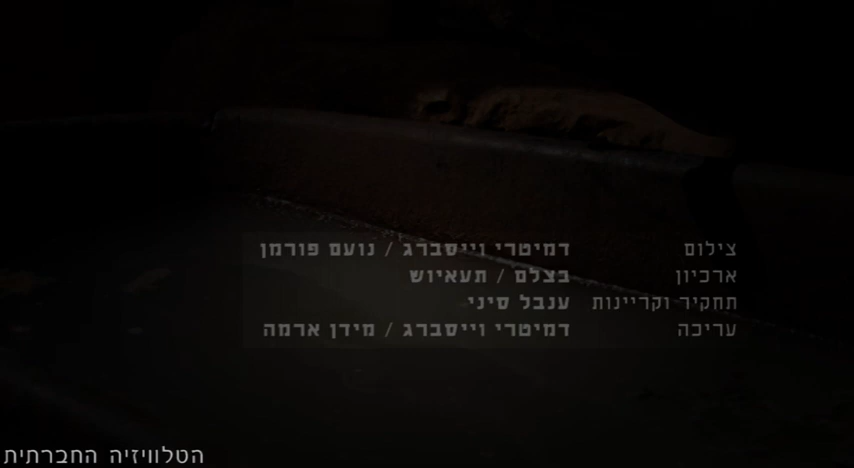 צילום דמיטרי וייסברג / נועם פורמן
ארכיון בצלם / תעאיוש
תחקיר וקריינות ענבל סיני
עריכה דמיטרי וייסברג / מידן ארמה
הטלוויזיה החברתית